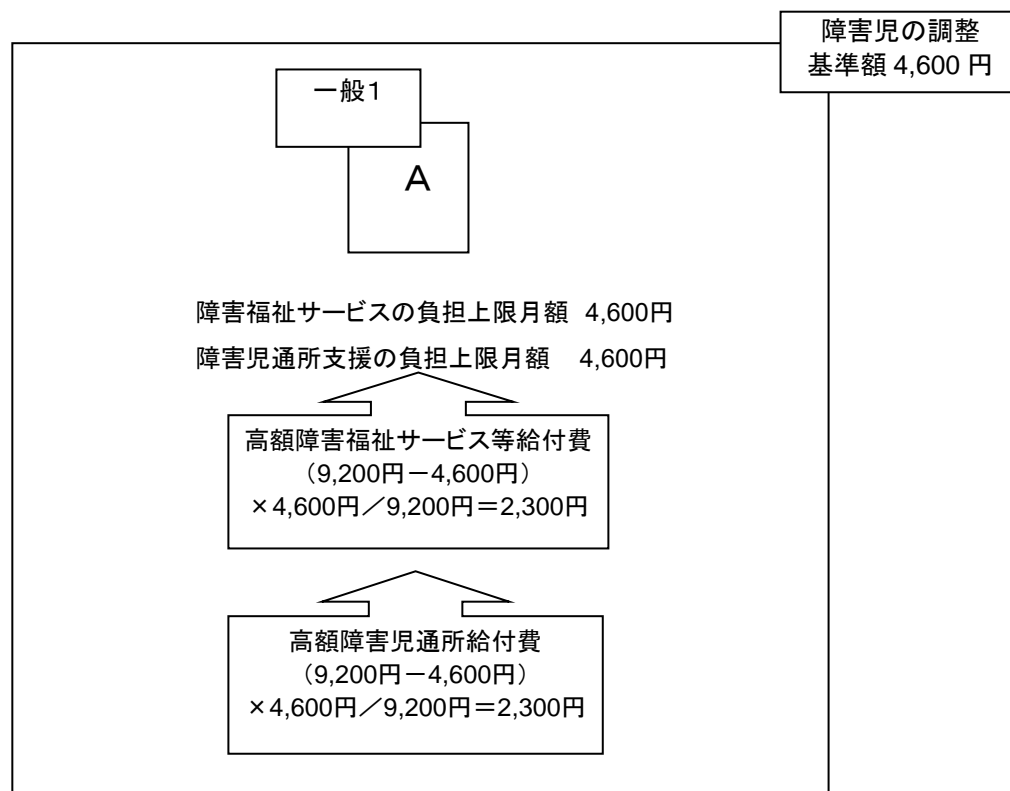 障害児の調整
基準額 4,600 円
一般１
A
障害福祉サービスの負担上限月額 4,600円
障害児通所支援の負担上限月額 4,600円
高額障害福祉サービス等給付費
（9,200円－4,600円）
×4,600円／9,200円＝2,300円
高額障害児通所給付費
（9,200円－4,600円）
×4,600円／9,200円＝2,300円